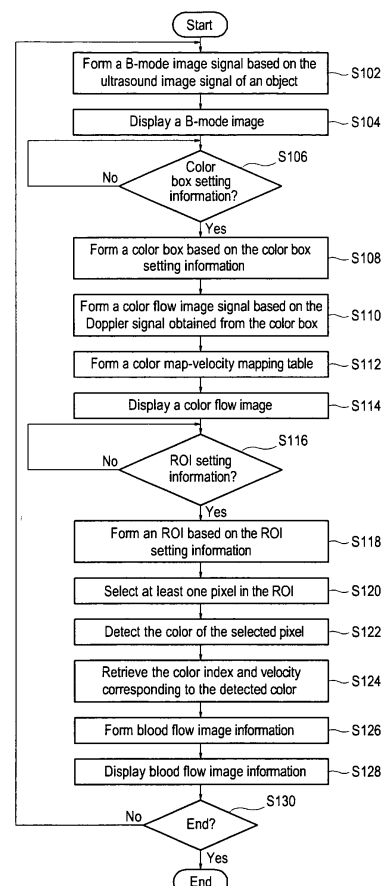 Start
Form a B-mode image signal based on the
ultrasound image signal of an object
S102
Display a B-mode image
S104
Color
box setting
information?
S106
No
Yes
Form a color box based on the color box
setting information
S108
Form a color flow image signal based on the
Doppler signal obtained from the color box
S110
Form a color map-velocity mapping table
S112
Display a color flow image
S114
ROI setting
information?
S116
No
Yes
Form an ROI based on the ROI
setting information
S118
Select at least one pixel in the ROI
S120
Detect the color of the selected pixel
S122
Retrieve the color index and velocity
corresponding to the detected color
S124
Form blood flow image information
S126
Display blood flow image information
S128
End?
S130
No
Yes
End